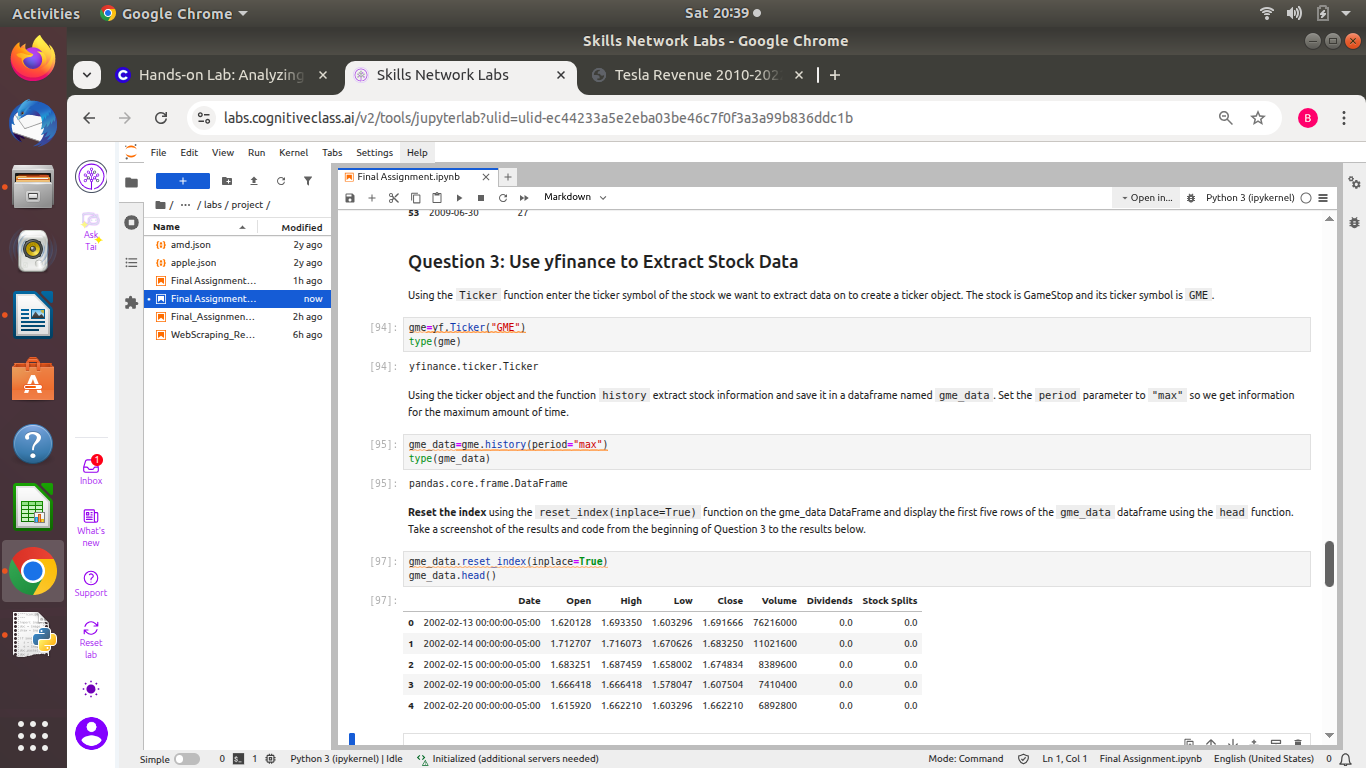 Activities
Google Chrome
Sat 20:39
Skills Network Labs - Google Chrome
Hands-on Lab: Analyzing
Skills Network Labs
Tesla Revenue 2010-202
labs.cognitiveclass.ai/v2/tools/jupyterlab?ulid=ulid-ec44233a5e2eba03be46c7f0f3a3a99b836ddc1b
B
File Edit View Run Kernel Tabs Settings Help
Ask Tai
Inbox
1
What's new
Support
Reset lab
/ ··· / labs / project /
Name Modified
amd.json 2y ago
apple.json 2y ago
Final Assignment... 1h ago
Final Assignment... now
Final_Assignmen... 2h ago
WebScraping_Re... 6h ago
Final Assignment.ipynb
Markdown
Open in...
Python 3 (ipykernel)
53 2009-06-30 27
Question 3: Use yfinance to Extract Stock Data
Using the Ticker function enter the ticker symbol of the stock we want to extract data on to create a ticker object. The stock is GameStop and its ticker symbol is GME .
[94]: gme=yf.Ticker("GME")
type(gme)
[94]: yfinance.ticker.Ticker
Using the ticker object and the function history extract stock information and save it in a dataframe named gme_data . Set the period parameter to "max" so we get information
for the maximum amount of time.
[95]: gme_data=gme.history(period="max")
type(gme_data)
[95]: pandas.core.frame.DataFrame
Reset the index using the reset_index(inplace=True) function on the gme_data DataFrame and display the first five rows of the gme_data dataframe using the head function.
Take a screenshot of the results and code from the beginning of Question 3 to the results below.
[97]: gme_data.reset_index(inplace=True)
gme_data.head()
[97]: Date Open High Low Close Volume Dividends Stock Splits
0 2002-02-13 00:00:00-05:00 1.620128 1.693350 1.603296 1.691666 76216000 0.0 0.0
1 2002-02-14 00:00:00-05:00 1.712707 1.716073 1.670626 1.683250 11021600 0.0 0.0
2 2002-02-15 00:00:00-05:00 1.683251 1.687459 1.658002 1.674834 8389600 0.0 0.0
3 2002-02-19 00:00:00-05:00 1.666418 1.666418 1.578047 1.607504 7410400 0.0 0.0
4 2002-02-20 00:00:00-05:00 1.615920 1.662210 1.603296 1.662210 6892800 0.0 0.0
Simple 0 1 Python 3 (ipykernel) | Idle Initialized (additional servers needed) Mode: Command Ln 1, Col 1 Final Assignment.ipynb English (United States) 0